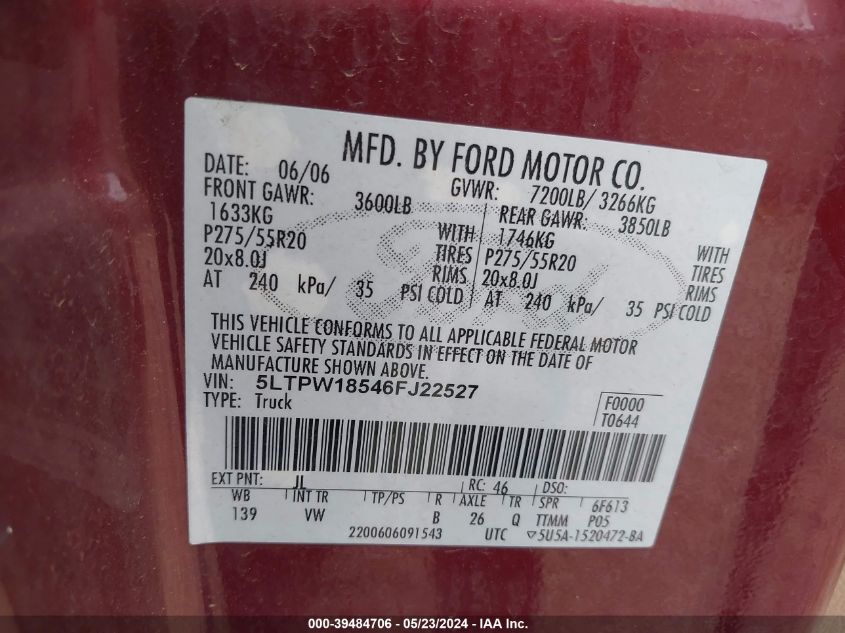 MFD. BY FORD MOTOR CO.
DATE: 06/06 GVWR: 7200LB/ 3266KG
FRONT GAWR: 3600LB REAR GAWR: 3850LB
1633KG WITH 1746KG WITH
P275/55R20 TIRES P275/55R20 TIRES
20x8.0J RIMS 20x8.0J RIMS
AT 240 kPa/ 35 PSI COLD AT 240 kPa/ 35 PSI COLD
Ford
THIS VEHICLE CONFORMS TO ALL APPLICABLE FEDERAL MOTOR
VEHICLE SAFETY STANDARDS IN EFFECT ON THE DATE OF
MANUFACTURE SHOWN ABOVE.
VIN: 5LTPW18546FJ22527
TYPE: Truck F0000
T0644
EXT PNT: JL RC: 46 DSO:
WB INT TR TP/PS R AXLE TR SPR 6F613
139 VW B 26 Q TTMM P05
2200606091543 UTC ▽5U5A-1520472-BA
000-39484706 — 05/23/2024 — IAA Inc.